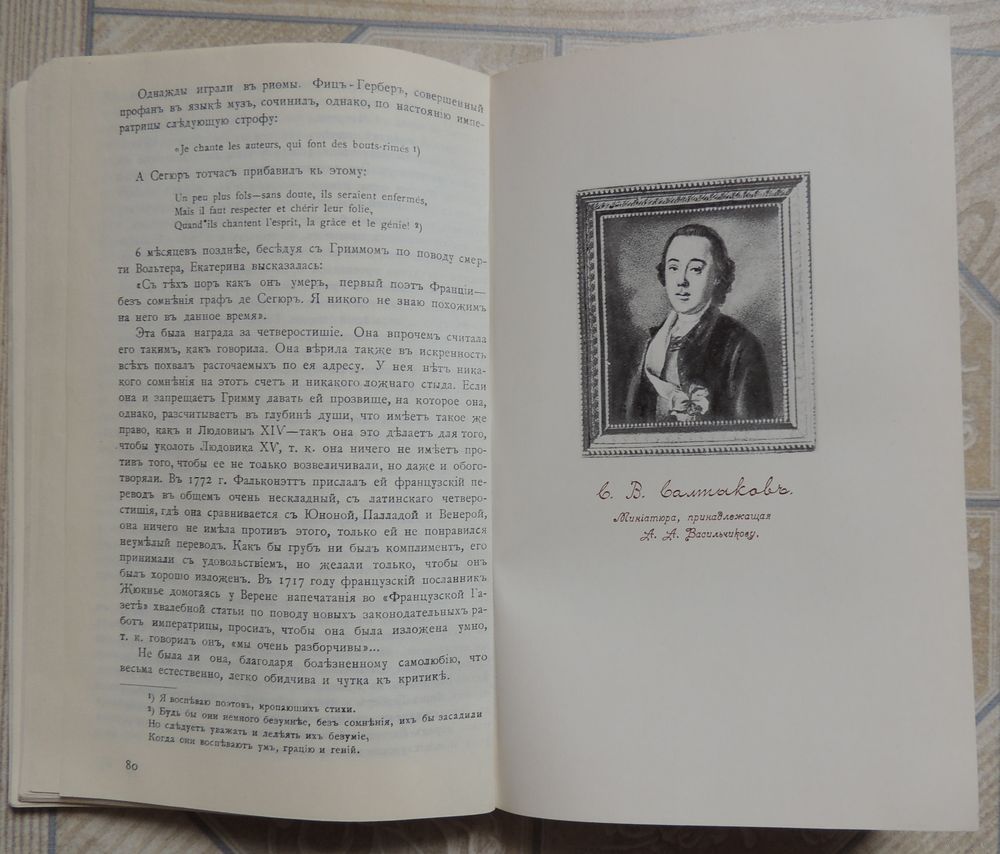 Однажды играли въ риѳмы. Фицъ-Герберъ, совершенный
профан въ языкѣ музъ, сочинил, однако, по настоянію импе-
ратрицы слѣдующую строфу:
«Je chante les auteurs, qui font des bouts-rimés ¹)
А Сегюръ тотчасъ прибавилъ къ этому:
Un peu plus fols—sans doute, ils seraient enfermés,
Mais il faut respecter et chérir leur folie,
Quand ils chantent l'esprit, la grâce et le génie! ²)
6 мѣсяцевъ позднѣе, бесѣдуя съ Гриммомъ по поводу смер-
ти Вольтера, Екатерина высказалась:
«Съ тѣхъ поръ какъ онъ умеръ, первый поэтъ Франціи—
безъ сомнѣнія графъ де Сегюръ. Я никого не знаю похожимъ
на него въ данное время».
Эта была награда за четверостишіе. Она впрочемъ считала
его такимъ, какъ говорила. Она вѣрила также въ искренность
всѣхъ похвалъ расточаемыхъ по ея адресу. У нея нѣтъ ника-
кого сомнѣнія на этотъ счетъ и никакого ложнаго стыда. Если
она и запрещаетъ Гримму давать ей прозвище, на которое она,
однако, разсчитываетъ въ глубинѣ души, что имѣетъ такое же
право, какъ и Людовикъ XIV—такъ она это дѣлаетъ для того,
чтобы уколоть Людовика XV, т. к. она ничего не имѣетъ про-
тивъ того, чтобы ее не только возвеличивали, но даже и обого-
творяли. Въ 1772 г. Фальконэттъ прислалъ ей французскій пе-
реводъ въ общемъ очень нескладный, съ латинскаго четверо-
стишія, гдѣ она сравнивается съ Юноной, Палладой и Венерой,
она ничего не имѣла противъ этого, только ей не понравился
неумѣлый переводъ. Какъ бы грубъ ни былъ комплиментъ, его
принимали съ удовольствіемъ, но желали только, чтобы онъ
былъ хорошо изложенъ. Въ 1717 году французскій посланникъ
Жюкнье домогаясь у Верене напечатанія во «Французской Га-
зетѣ» хвалебной статьи по поводу новыхъ законодательныхъ ра-
ботъ императрицы, просилъ, чтобы она была изложена умно,
т. к. говорилъ онъ, «мы очень разборчивы»...
Не была ли она, благодаря болѣзненному самолюбію, что
весьма естественно, легко обидчива и чутка къ критикѣ.
¹) Я воспѣваю поэтовъ, кропающихъ стихи.
²) Будь бы они немного безумнѣе, безъ сомнѣнія, ихъ бы засадили
Но слѣдуетъ уважать и лелѣять ихъ безуміе,
Когда они воспѣваютъ умъ, грацію и геній.
80
С. В. Салтыковъ.
Миніатюра, принадлежащая
А. А. Васильчикову.